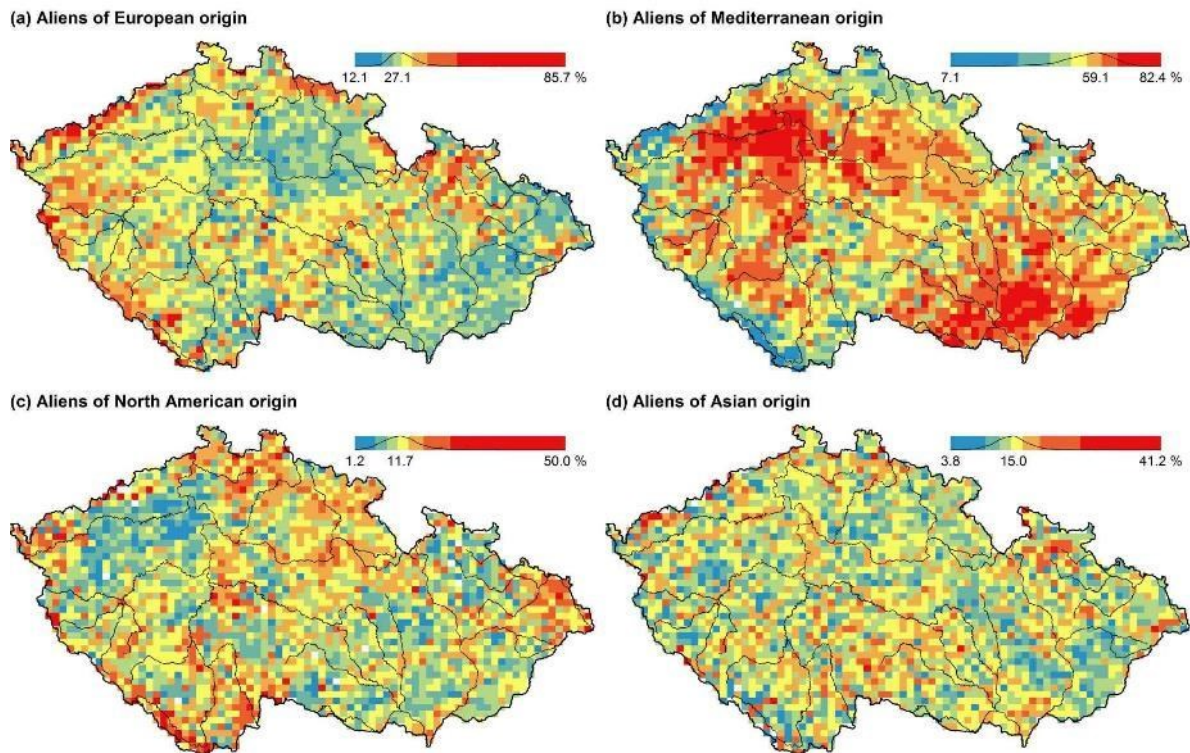 (a) Aliens of European origin
12.1 27.1 85.7 %
(b) Aliens of Mediterranean origin
7.1 59.1 82.4 %
(c) Aliens of North American origin
1.2 11.7 50.0 %
(d) Aliens of Asian origin
3.8 15.0 41.2 %